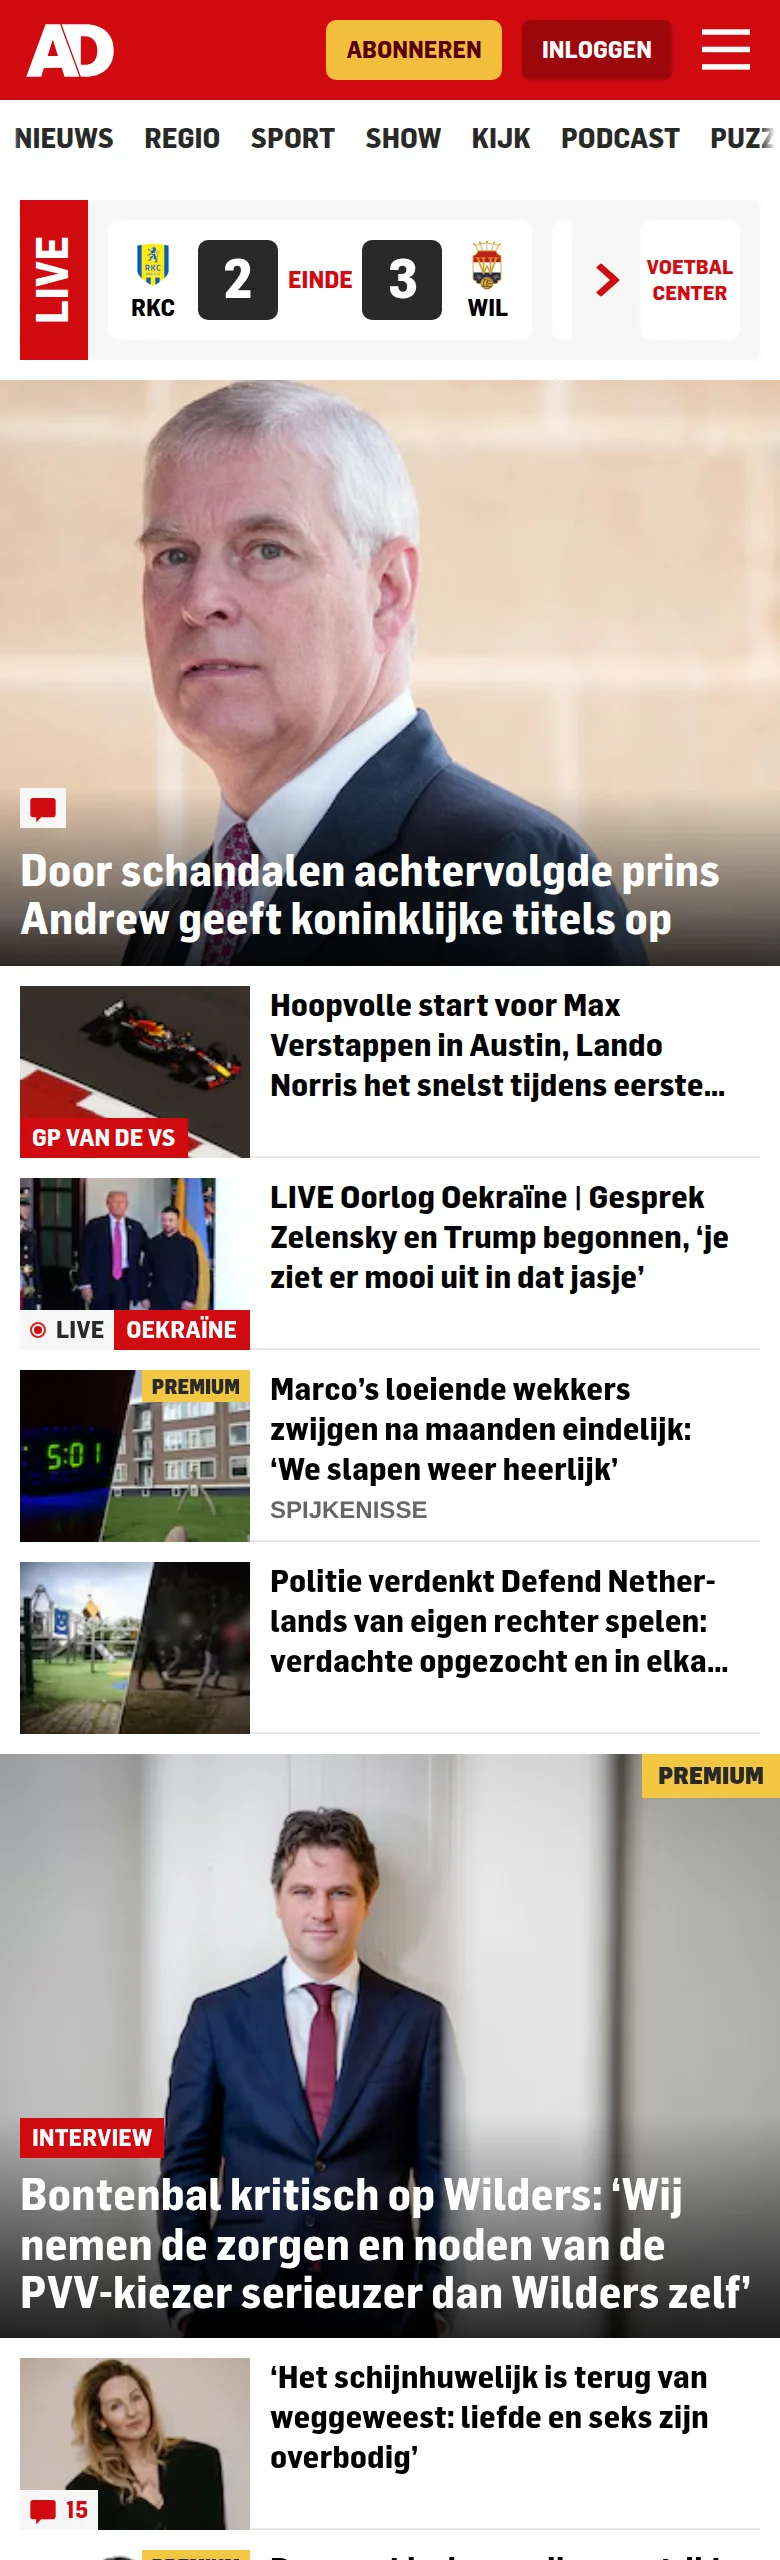 AD
ABONNEREN
INLOGGEN
NIEUWS REGIO SPORT SHOW KIJK PODCAST PUZZ
LIVE
RKC
2
EINDE
3
WIL
VOETBAL
CENTER
Door schandalen achtervolgde prins
Andrew geeft koninklijke titels op
GP VAN DE VS
Hoopvolle start voor Max
Verstappen in Austin, Lando
Norris het snelst tijdens eerste...
LIVE OEKRAÏNE
LIVE Oorlog Oekraïne | Gesprek
Zelensky en Trump begonnen, ‘je
ziet er mooi uit in dat jasje’
PREMIUM
5:01
Marco’s loeiende wekkers
zwijgen na maanden eindelijk:
‘We slapen weer heerlijk’
SPIJKENISSE
Politie verdenkt Defend Nether-
lands van eigen rechter spelen:
verdachte opgezocht en in elka...
PREMIUM
INTERVIEW
Bontenbal kritisch op Wilders: ‘Wij
nemen de zorgen en noden van de
PVV-kiezer serieuzer dan Wilders zelf’
15
‘Het schijnhuwelijk is terug van
weggeweest: liefde en seks zijn
overbodig’